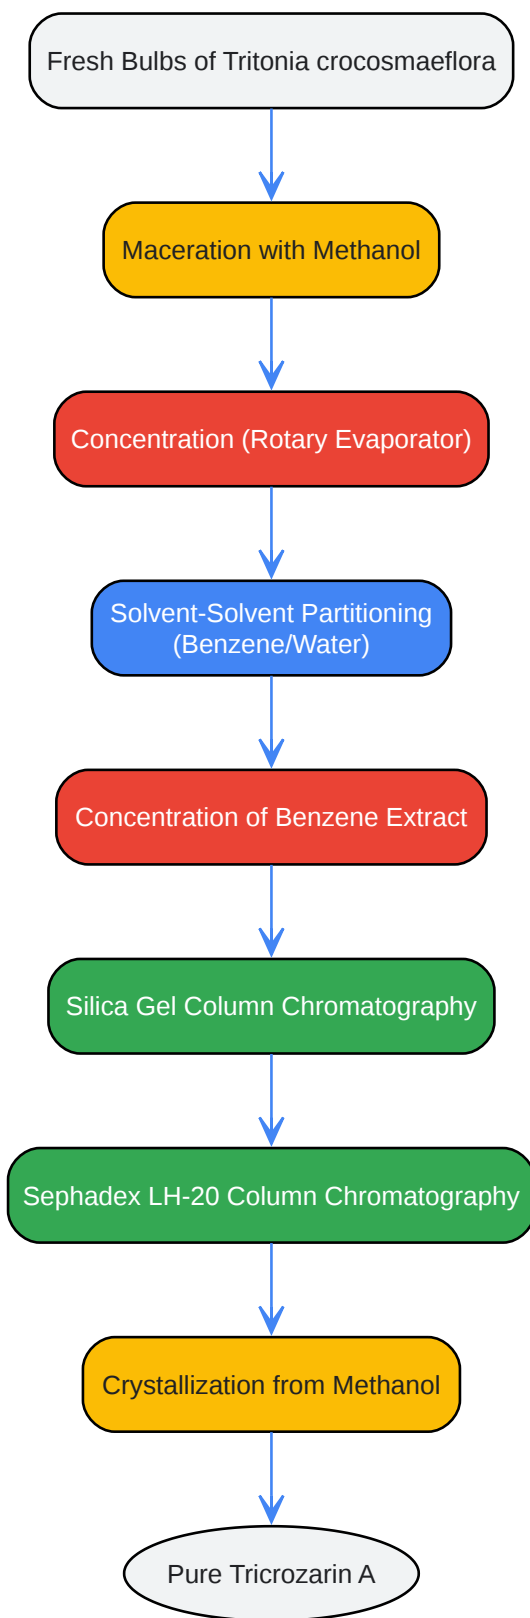 Fresh Bulbs of Tritonia crocosmaeflora
Maceration with Methanol
Concentration (Rotary Evaporator)
Solvent-Solvent Partitioning
(Benzene/Water)
Concentration of Benzene Extract
Silica Gel Column Chromatography
Sephadex LH-20 Column Chromatography
Crystallization from Methanol
Pure Tricrozarin A